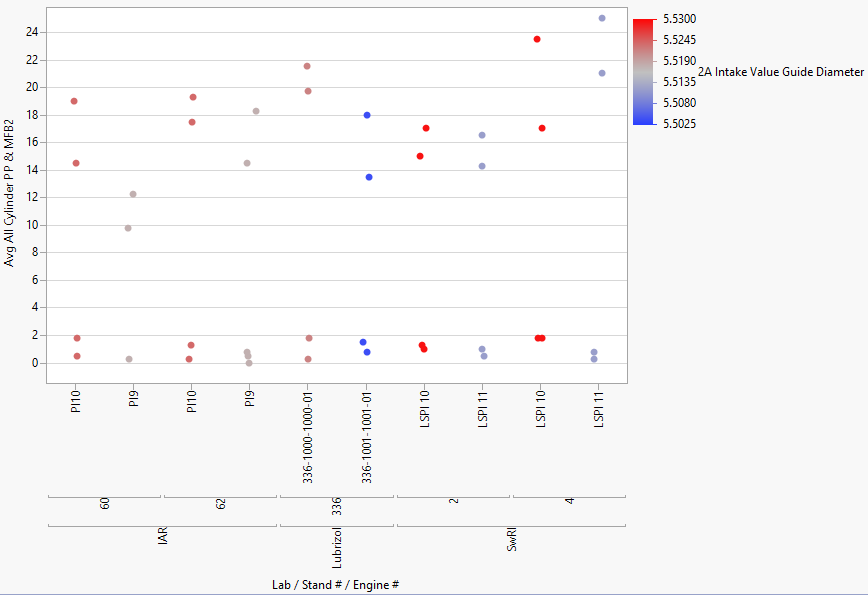 24
22
20
18
16
14
12
10
8
6
4
2
0
Avg All Cylinder PP & MFB2
PI10
PI9
PI10
PI9
336-1000-1000-01
336-1001-1001-01
LSPI 10
LSPI 11
LSPI 10
LSPI 11
60
62
336
2
4
IAR
Lubrizol
SwRI
Lab / Stand # / Engine #
5.5300
5.5245
5.5190
5.5135
5.5080
5.5025
2A Intake Value Guide Diameter